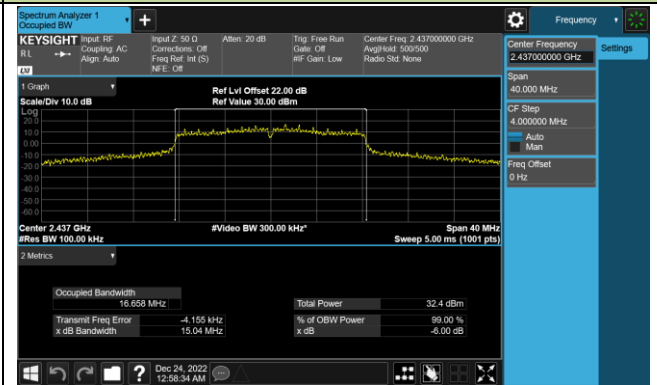 Spectrum Analyzer 1
Occupied BW
Frequency
KEYSIGHT
Input: RF
Coupling: AC
Align: Auto
Input Z: 50 Ω
Corrections: Off
Freq Ref: Int (S)
NFE: Off
Atten: 20 dB
Trig: Free Run
Gate: Off
#IF Gain: Low
Center Freq: 2.437000000 GHz
Avg|Hold: 500/500
Radio Std: None
RL
LXI
Center Frequency
2.437000000 GHz
Settings
Span
40.000 MHz
CF Step
4.000000 MHz
Auto
Man
Freq Offset
0 Hz
1 Graph
Scale/Div 10.0 dB
Ref Lvl Offset 22.00 dB
Ref Value 30.00 dBm
Log
20.0
10.0
0.00
-10.0
-20.0
-30.0
-40.0
-50.0
-60.0
Center 2.437 GHz
#Res BW 100.00 kHz
#Video BW 300.00 kHz*
Span 40 MHz
Sweep 5.00 ms (1001 pts)
2 Metrics
Occupied Bandwidth
16.658 MHz
Total Power 32.4 dBm
Transmit Freq Error -4.155 kHz
% of OBW Power 99.00 %
x dB Bandwidth 15.04 MHz
x dB -6.00 dB
Dec 24, 2022
12:58:34 AM